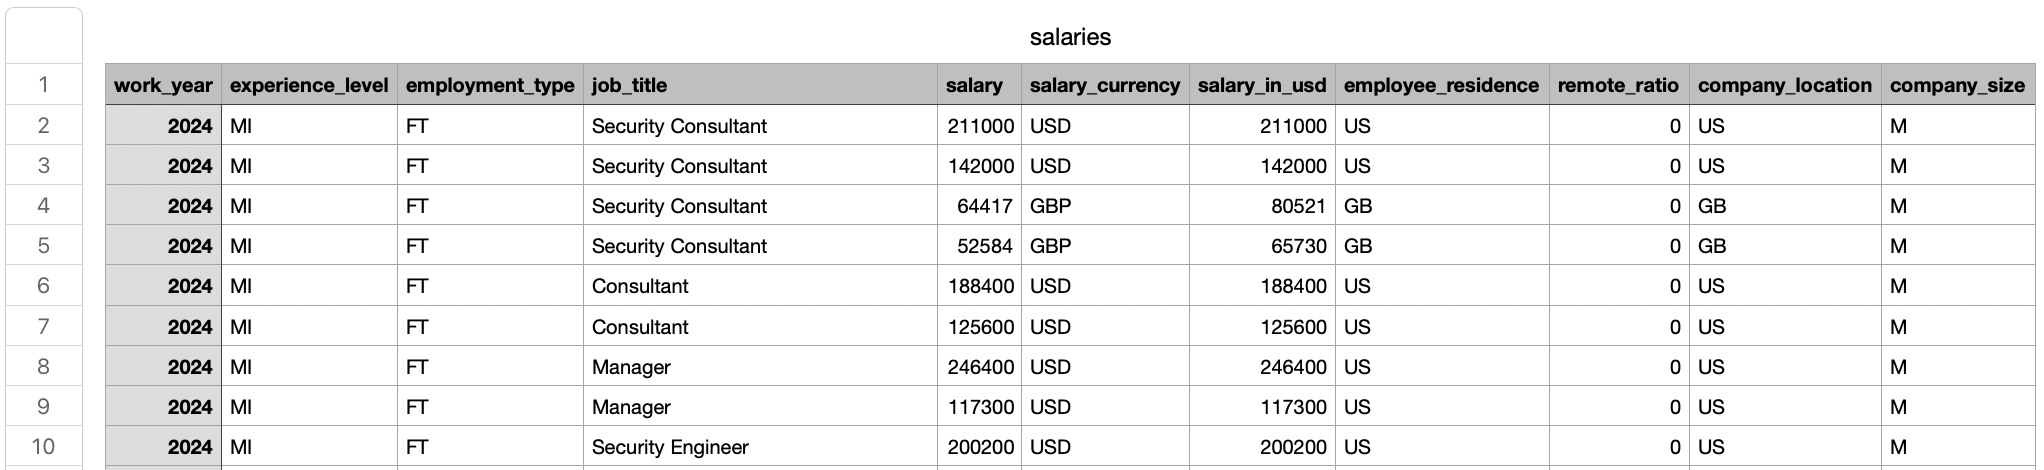 salaries
1 work_year experience_level employment_type job_title salary salary_currency salary_in_usd employee_residence remote_ratio company_location company_size
2 2024 MI FT Security Consultant 211000 USD 211000 US 0 US M
3 2024 MI FT Security Consultant 142000 USD 142000 US 0 US M
4 2024 MI FT Security Consultant 64417 GBP 80521 GB 0 GB M
5 2024 MI FT Security Consultant 52584 GBP 65730 GB 0 GB M
6 2024 MI FT Consultant 188400 USD 188400 US 0 US M
7 2024 MI FT Consultant 125600 USD 125600 US 0 US M
8 2024 MI FT Manager 246400 USD 246400 US 0 US M
9 2024 MI FT Manager 117300 USD 117300 US 0 US M
10 2024 MI FT Security Engineer 200200 USD 200200 US 0 US M